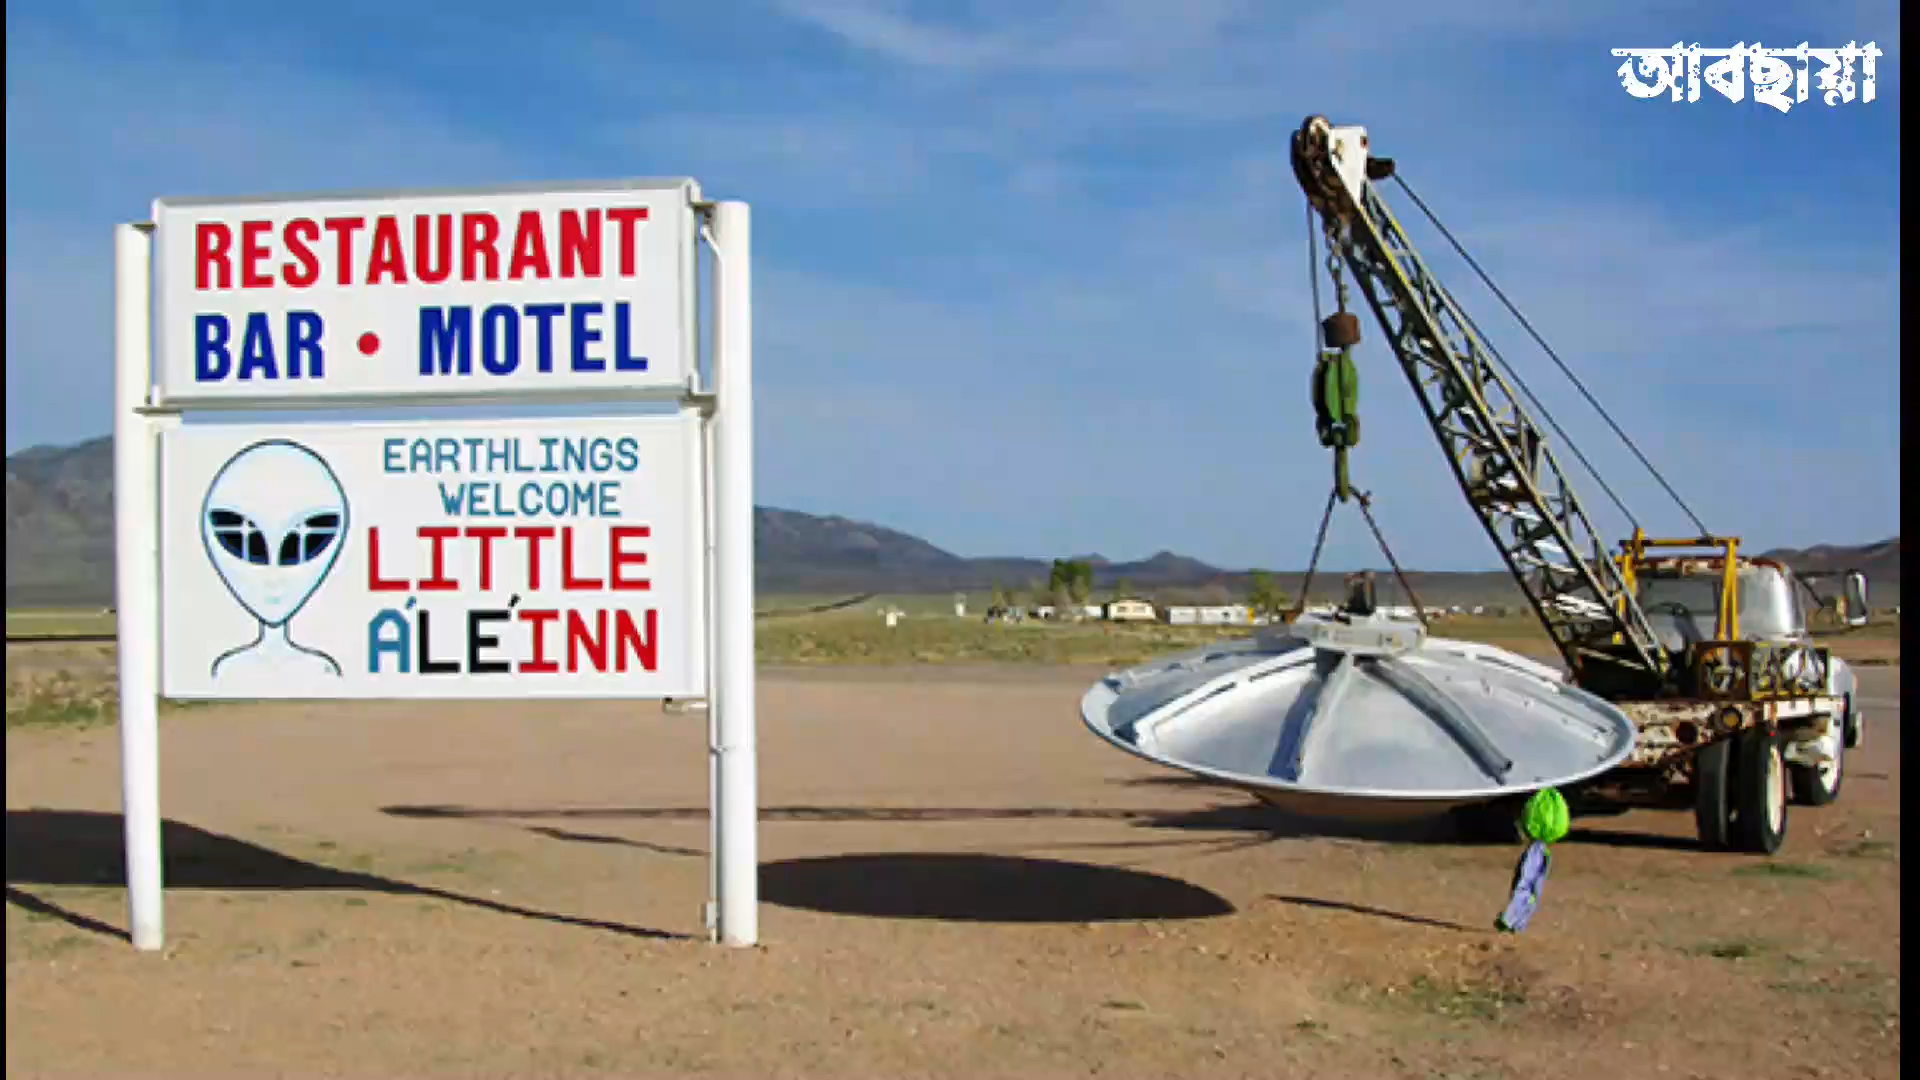 আবছায়া
RESTAURANT
BAR • MOTEL
EARTHLINGS
WELCOME
LITTLE
A'LE'INN